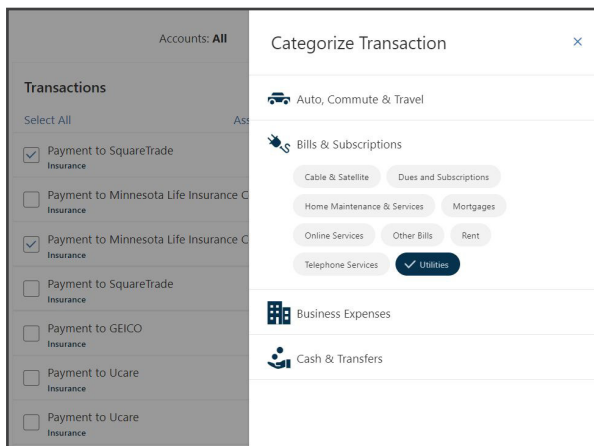 Accounts: All
Transactions
Select All
Ass
Payment to SquareTrade
Insurance
Payment to Minnesota Life Insurance C
Insurance
Payment to Minnesota Life Insurance C
Insurance
Payment to SquareTrade
Insurance
Payment to GEICO
Insurance
Payment to Ucare
Insurance
Payment to Ucare
Insurance
Categorize Transaction
Auto, Commute & Travel
Bills & Subscriptions
Cable & Satellite Dues and Subscriptions
Home Maintenance & Services Mortgages
Online Services Other Bills Rent
Telephone Services Utilities
Business Expenses
Cash & Transfers